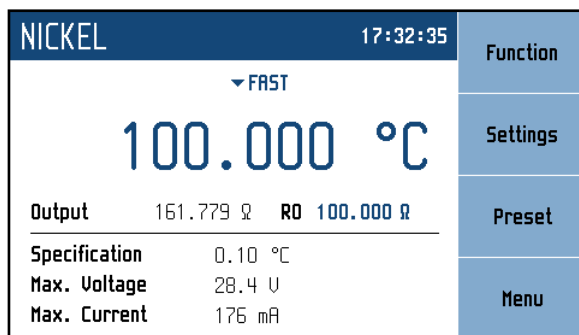 NICKEL 17:32:35
FAST
100.000 °C
Output 161.779 Ω R0 100.000 Ω
Specification 0.10 °C
Max. Voltage 28.4 V
Max. Current 176 mA
Function
Settings
Preset
Menu